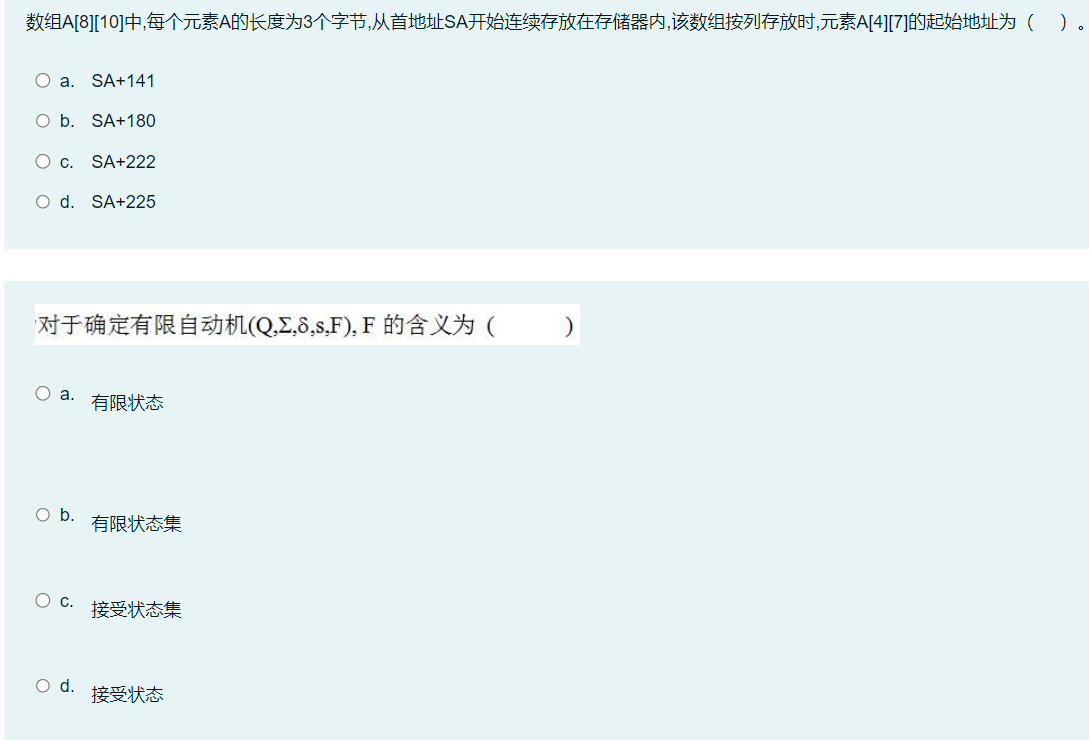 数组A[8][10]中,每个元素A的长度为3个字节,从首地址SA开始连续存放在存储器内,该数组按列存放时,元素A[4][7]的起始地址为（　）。
a. SA+141
b. SA+180
c. SA+222
d. SA+225
对于确定有限自动机(Q,Σ,δ,s,F), F 的含义为 (　　)
a. 有限状态
b. 有限状态集
c. 接受状态集
d. 接受状态